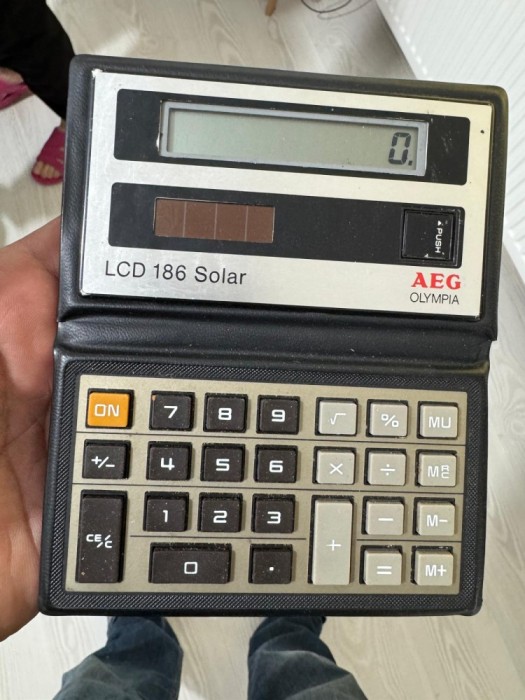 0.
▲PUSH▲
LCD 186 Solar
AEG
OLYMPIA
ON 7 8 9 √ % MU
+/− 4 5 6 × ÷ MRC
CE/C 1 2 3 + − M−
0 . = M+